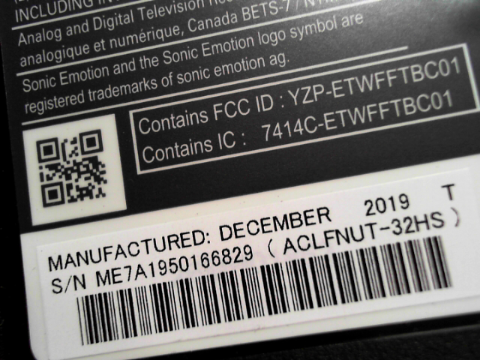 INCLUDING IN
Analog and Digital Television
analogique et numèrique, Canada BETS-7 /
Sonic Emotion and the Sonic Emotion logo symbol are
registered trademarks of sonic emotion ag.
Contains FCC ID : YZP-ETWFFTBC01
Contains IC : 7414C-ETWFFTBC01
MANUFACTURED: DECEMBER 2019 T
S/N ME7A1950166829 ( ACLFNUT-32HS )